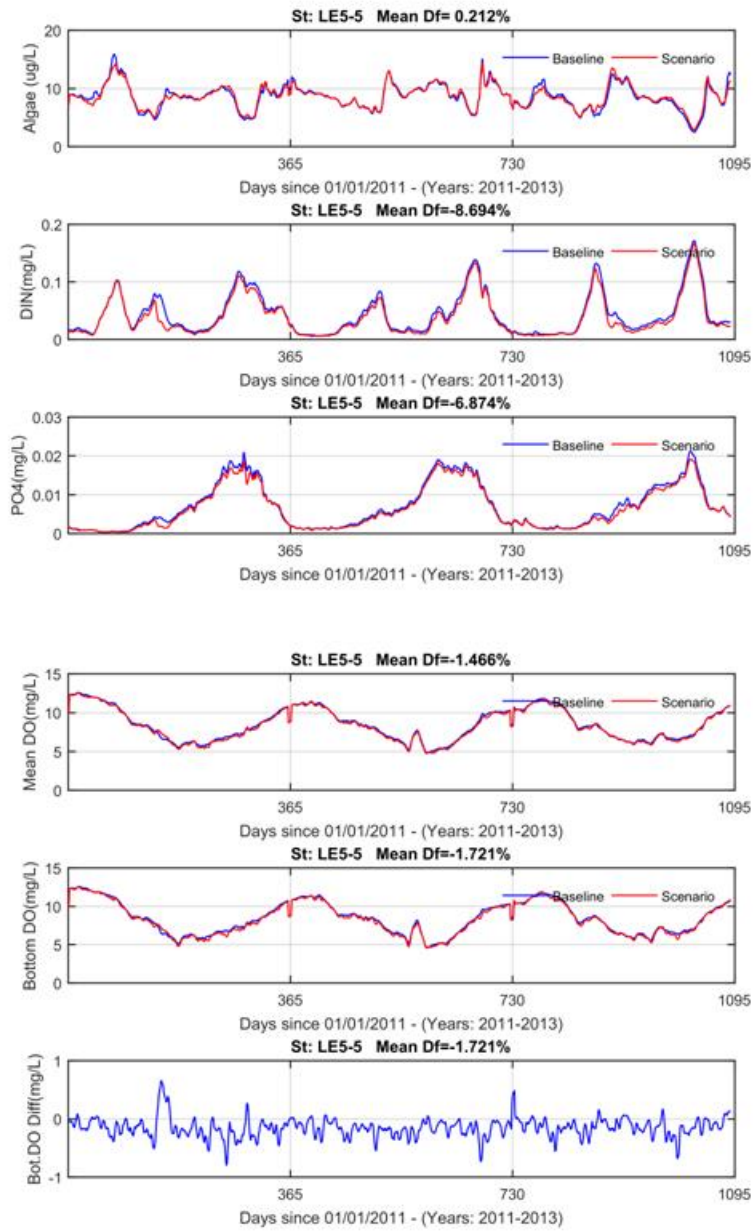 St: LE5-5 Mean Df= 0.212%
20
10
0
Algae (ug/L)
Baseline
Scenario
365
730
1095
Days since 01/01/2011 - (Years: 2011-2013)
St: LE5-5 Mean Df=-8.694%
0.2
0.1
0
DIN(mg/L)
Baseline
Scenario
365
730
1095
Days since 01/01/2011 - (Years: 2011-2013)
St: LE5-5 Mean Df=-6.874%
0.03
0.02
0.01
0
PO4(mg/L)
Baseline
Scenario
365
730
1095
Days since 01/01/2011 - (Years: 2011-2013)
St: LE5-5 Mean Df=-1.466%
15
10
5
0
Mean DO(mg/L)
Baseline
Scenario
365
730
1095
Days since 01/01/2011 - (Years: 2011-2013)
St: LE5-5 Mean Df=-1.721%
15
10
5
0
Bottom DO(mg/L)
Baseline
Scenario
365
730
1095
Days since 01/01/2011 - (Years: 2011-2013)
St: LE5-5 Mean Df=-1.721%
1
0
-1
Bot.DO Diff(mg/L)
365
730
1095
Days since 01/01/2011 - (Years: 2011-2013)